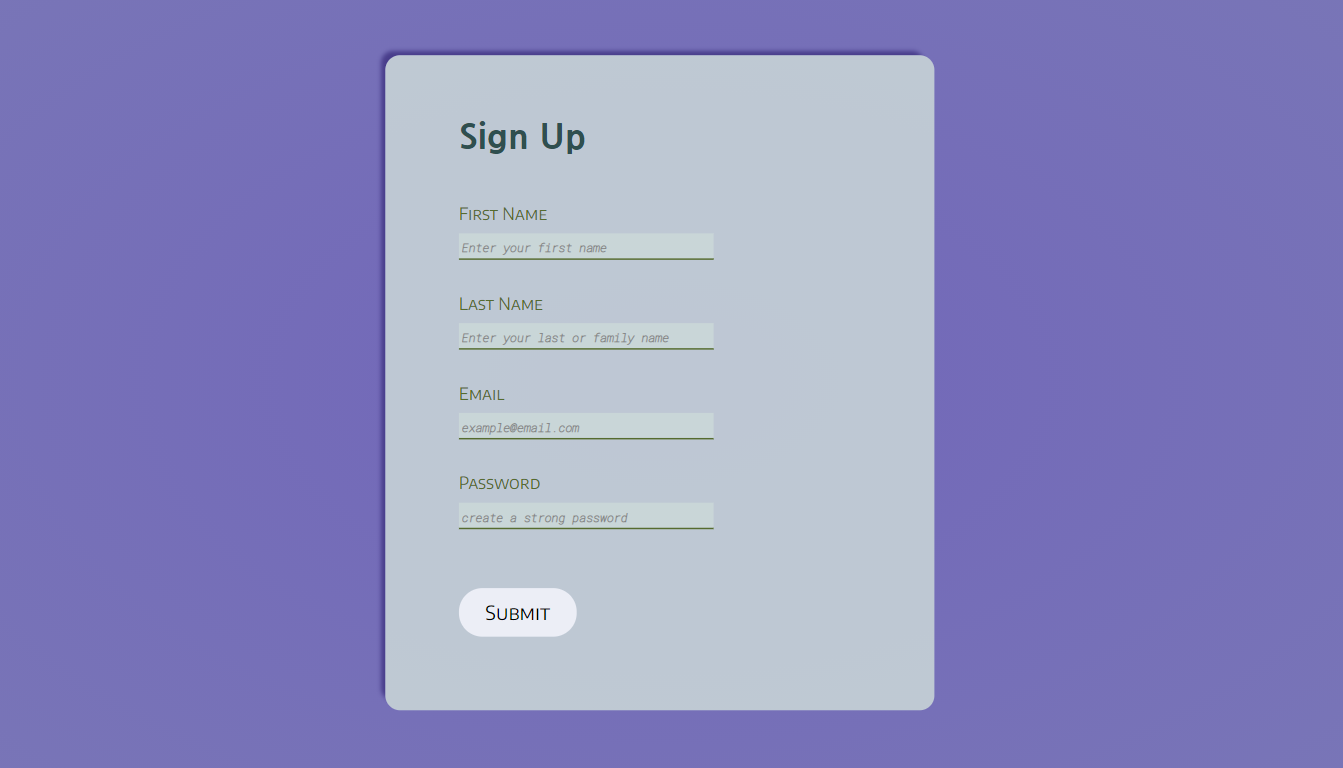 Sign Up
First Name
Enter your first name
Last Name
Enter your last or family name
Email
example@email.com
Password
create a strong password
Submit